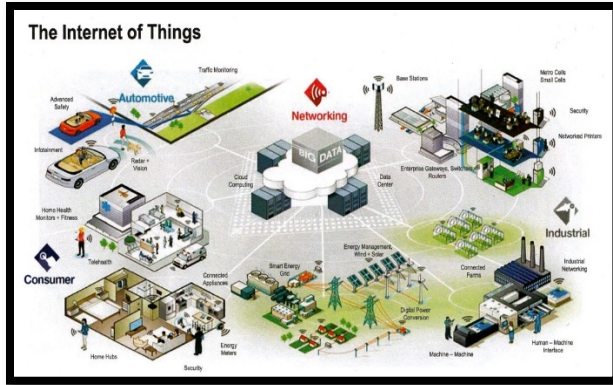 The Internet of Things
Automotive
Traffic Monitoring
Advanced
Safety
Infotainment
Radar +
Vision
Networking
Base Stations
Metro Cells
Small Cells
Security
Networked Printers
Enterprise Gateways, Switches,
Routers
BIG DATA
Cloud
Computing
Data
Center
Home Health
Monitors + Fitness
Telehealth
Consumer
Connected
Appliances
Home Hubs
Security
Energy
Meters
Smart Energy
Grid
Energy Management,
Wind + Solar
Digital Power
Conversion
Industrial
Connected
Farms
Industrial
Networking
Machine – Machine
Human – Machine
Interface